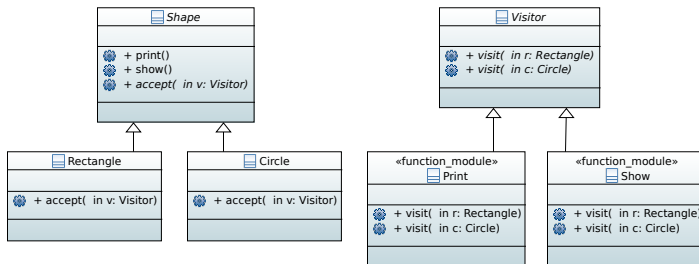 Shape
+ print()
+ show()
+ accept( in v: Visitor)
Visitor
+ visit( in r: Rectangle)
+ visit( in c: Circle)
Rectangle
+ accept( in v: Visitor)
Circle
+ accept( in v: Visitor)
«function_module»
Print
+ visit( in r: Rectangle)
+ visit( in c: Circle)
«function_module»
Show
+ visit( in r: Rectangle)
+ visit( in c: Circle)